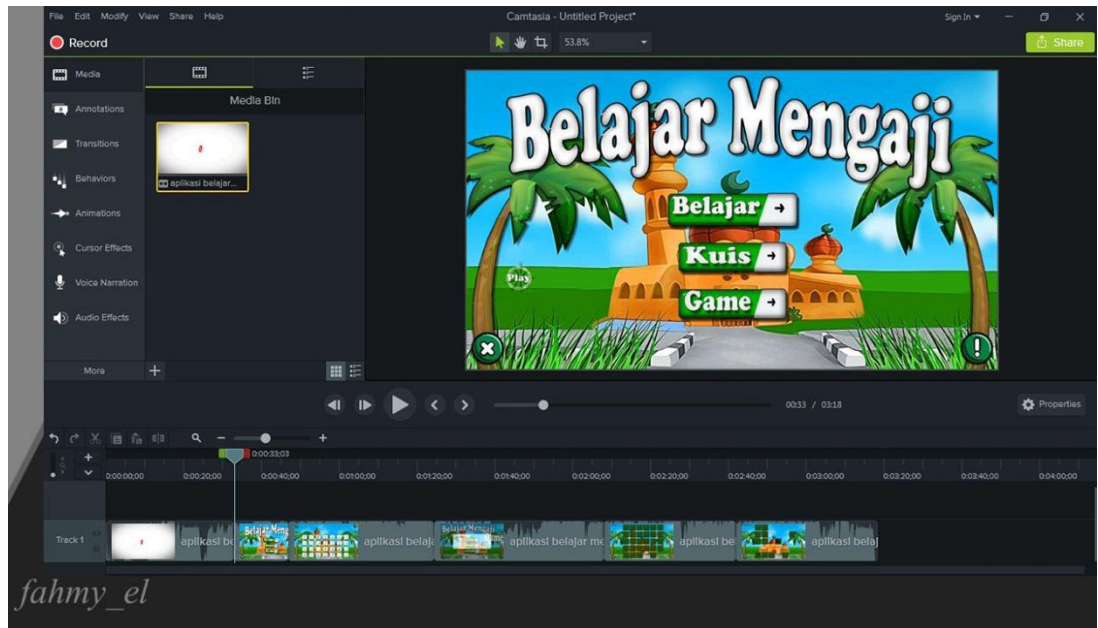 File Edit Modify View Share Help
Camtasia - Untitled Project*
Sign In
Record
53.8%
Share
Media
Annotations
Transitions
Behaviors
Animations
Cursor Effects
Voice Narration
Audio Effects
More
Media Bin
aplikasi belajar...
Belajar Mengaji
Belajar
Kuis
Game
Play
00:33 / 03:18
Properties
0:00:33;03
0:00:00;00 0:00:20;00 0:00:40;00 0:01:00;00 0:01:20;00 0:01:40;00 0:02:00;00 0:02:20;00 0:02:40;00 0:03:00;00 0:03:20;00 0:03:40;00 0:04:00;00
Track 1
aplikasi be
aplikasi belaj
aplikasi belajar me
aplikasi be
aplikasi belaj
fahmy_el